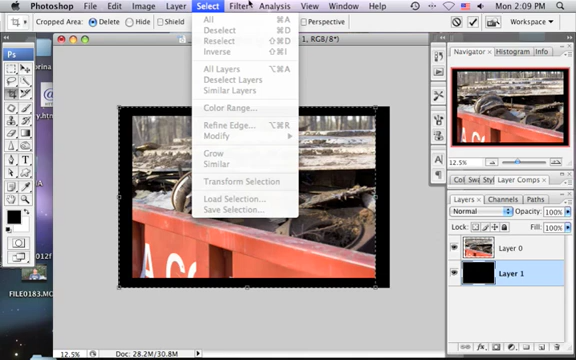 Photoshop File Edit Image Layer Select Filter Analysis View Window Help Mon 2:09 PM
Cropped Area: Delete Hide Shield Perspective Workspace
1, RGB/8*)
Ps
All ⌘A
Deselect ⌘D
Reselect ⇧⌘D
Inverse ⇧⌘I
All Layers ⌥⌘A
Deselect Layers
Similar Layers
Color Range...
Refine Edge... ⌥⌘R
Modify
Grow
Similar
Transform Selection
Load Selection...
Save Selection...
Navigator Histogram Info
12.5%
Layer Comps
Layers Channels Paths
Normal Opacity: 100%
Lock: Fill: 100%
Layer 0
Layer 1
FILE0183.MO
12.5% Doc: 28.2M/30.8M